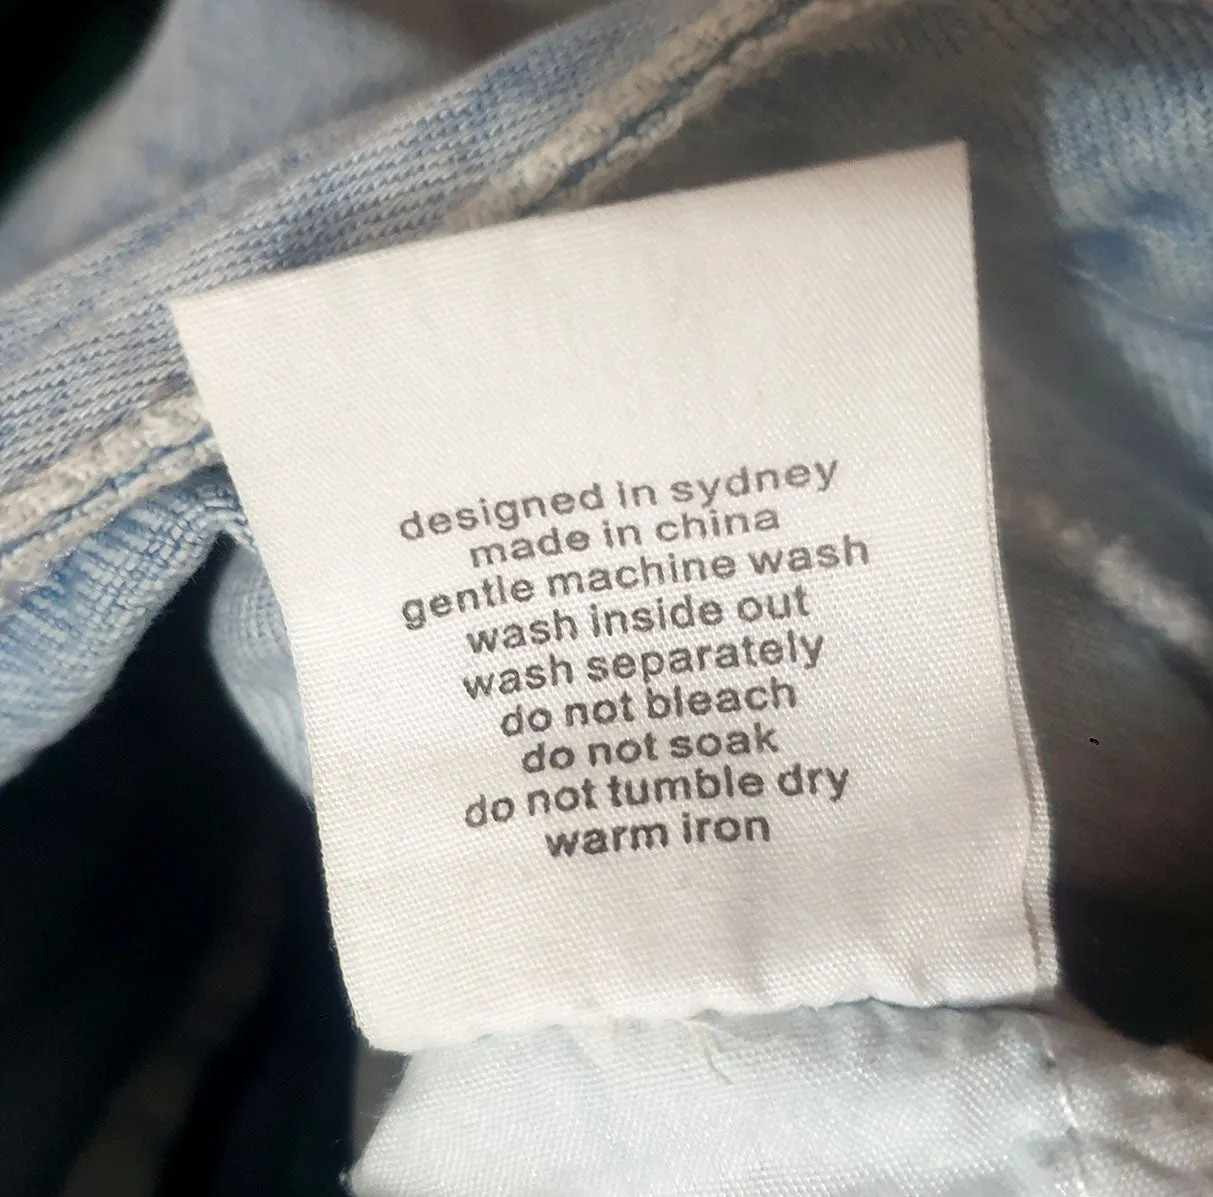 designed in sydney
made in china
gentle machine wash
wash inside out
wash separately
do not bleach
do not soak
do not tumble dry
warm iron